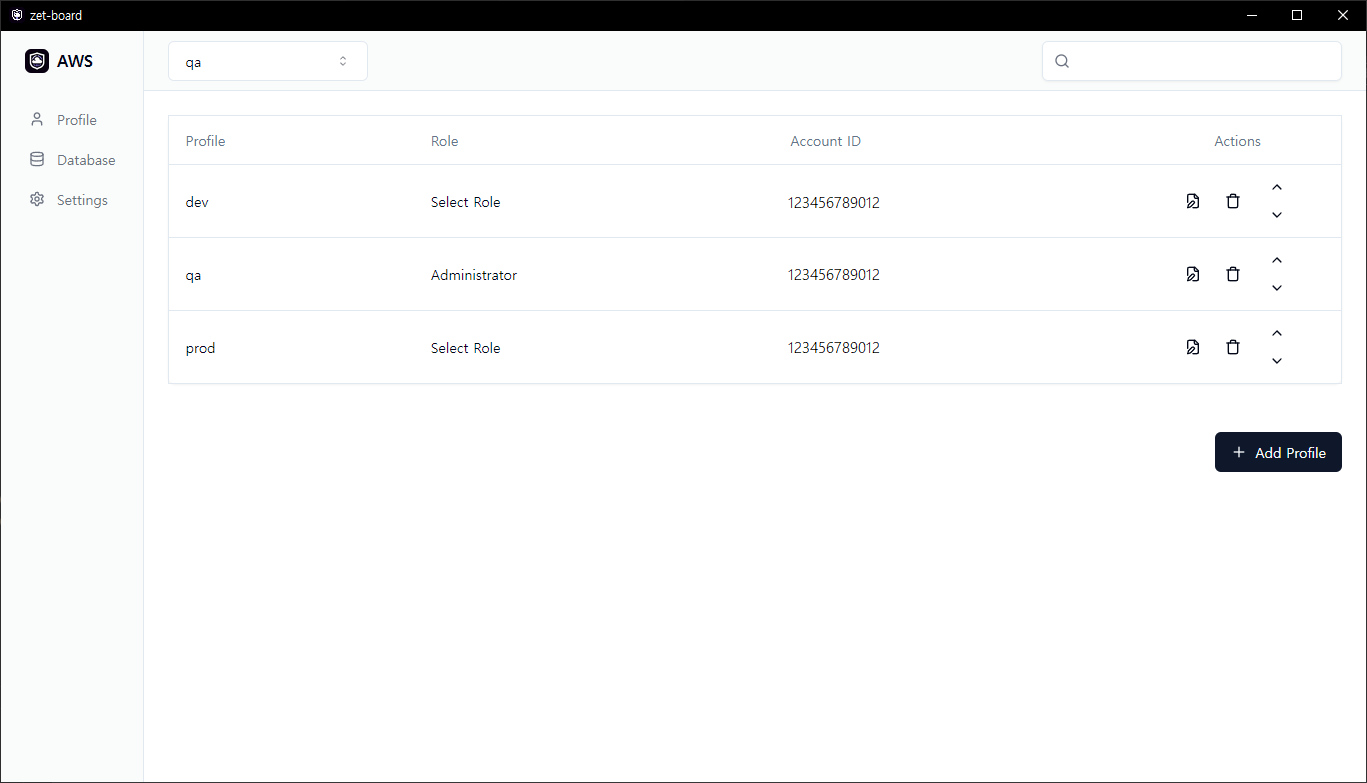 zet-board
AWS
qa
Profile
Database
Settings
Profile Role Account ID Actions
dev Select Role 123456789012
qa Administrator 123456789012
prod Select Role 123456789012
Add Profile